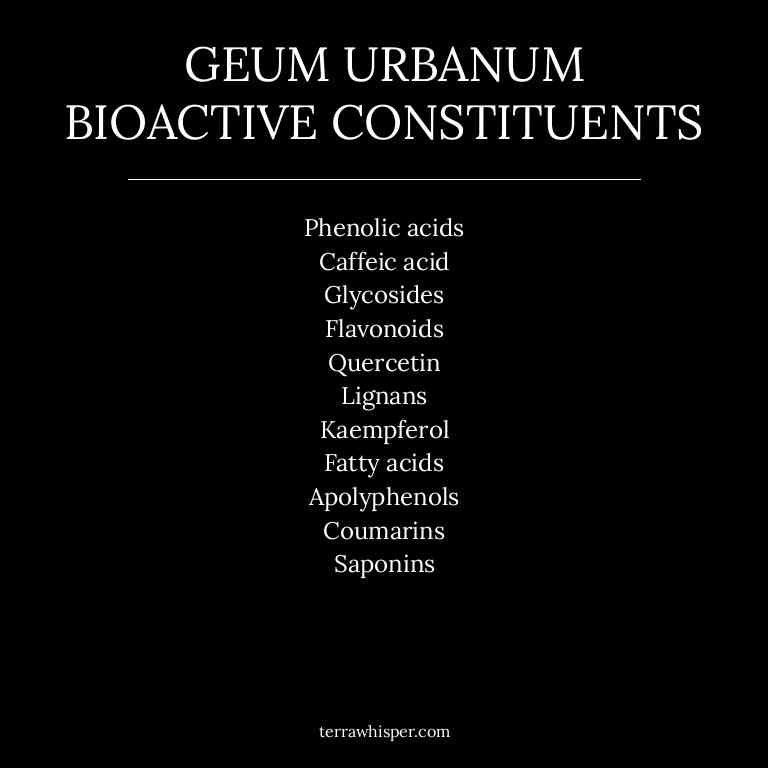 GEUM URBANUM
BIOACTIVE CONSTITUENTS
Phenolic acids
Caffeic acid
Glycosides
Flavonoids
Quercetin
Lignans
Kaempferol
Fatty acids
Apolyphenols
Coumarins
Saponins
terrawhisper.com